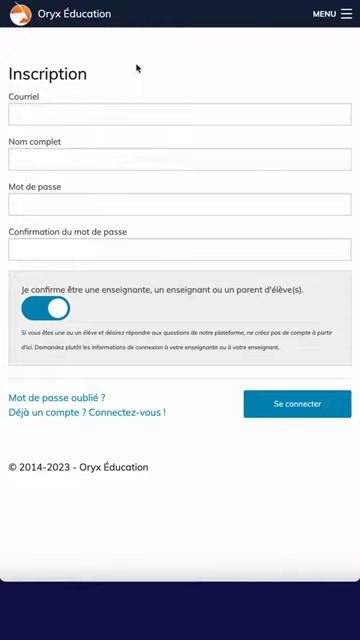 Oryx Éducation
MENU
Inscription
Courriel
Nom complet
Mot de passe
Confirmation du mot de passe
Je confirme être une enseignante, un enseignant ou un parent d'élève(s).
Si vous êtes une ou un élève et désirez répondre aux questions de notre plateforme, ne créez pas de compte à partir
d'ici. Demandez plutôt les informations de connexion à votre enseignante ou à votre enseignant.
Mot de passe oublié ?
Déjà un compte ? Connectez-vous !
Se connecter
© 2014-2023 - Oryx Éducation